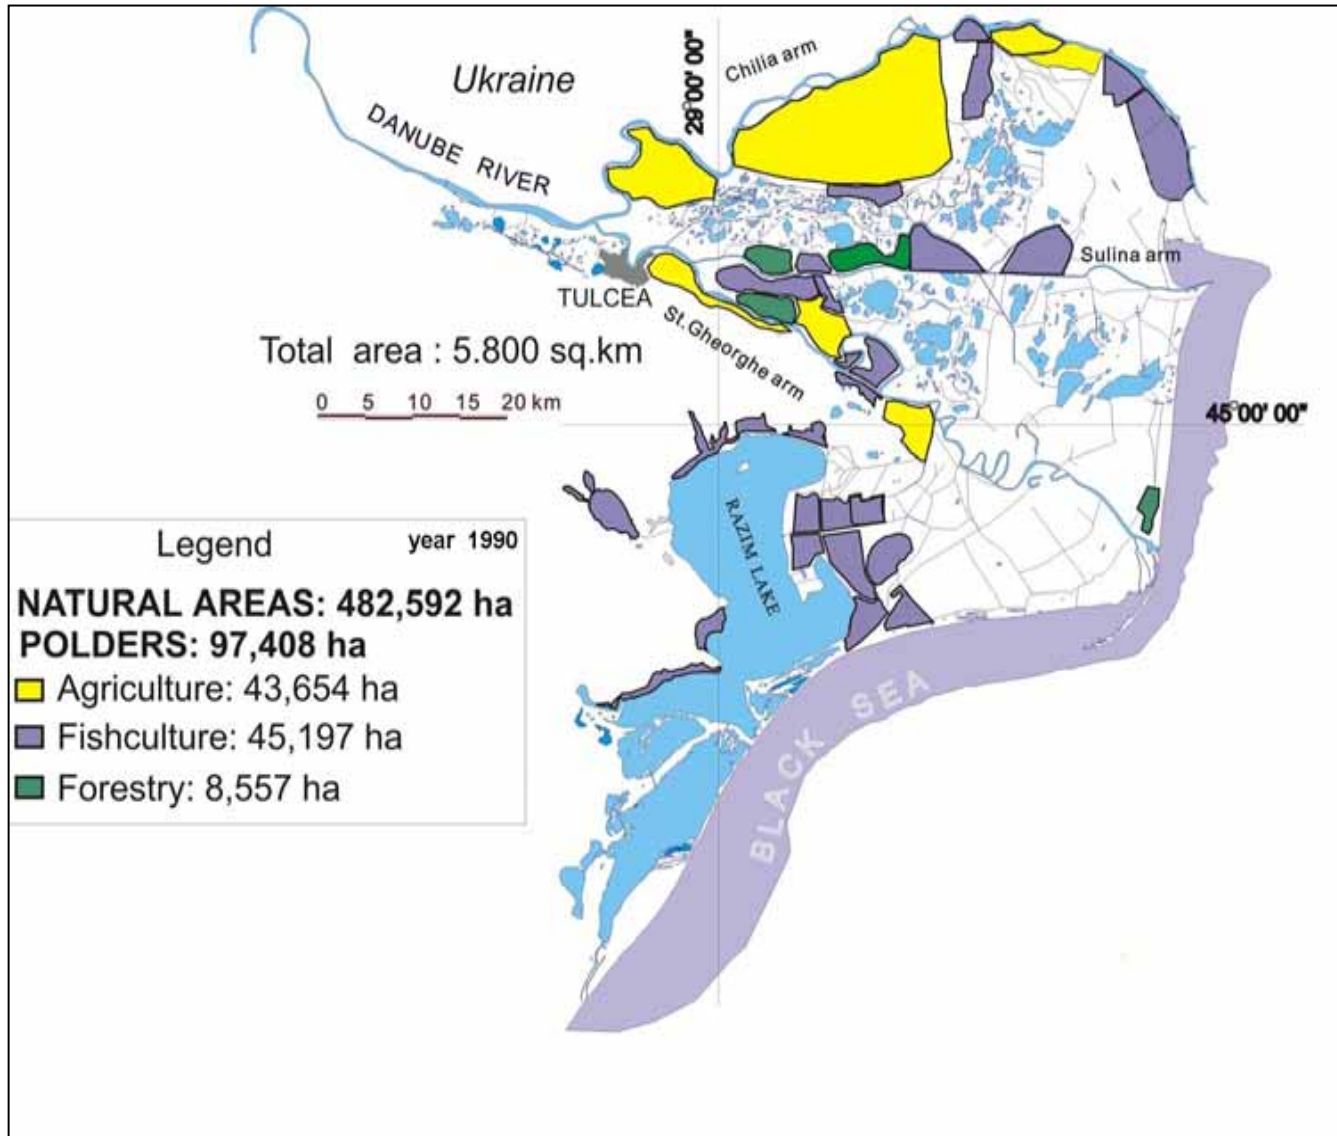 Ukraine
Chilia arm
29°00' 00"
DANUBE RIVER
Sulina arm
TULCEA
St.Gheorghe arm
Total area : 5.800 sq.km
0 5 10 15 20 km
45°00' 00"
RAZIM LAKE
Legend year 1990
NATURAL AREAS: 482,592 ha
POLDERS: 97,408 ha
Agriculture: 43,654 ha
Fishculture: 45,197 ha
Forestry: 8,557 ha
BLACK SEA